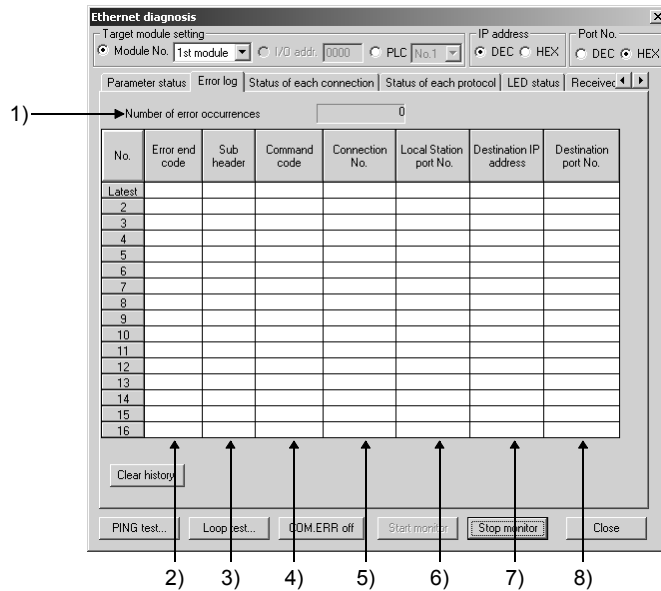 Ethernet diagnosis
Target module setting IP address Port No.
Module No. 1st module I/O addr. 0000 PLC No.1 DEC HEX DEC HEX
Parameter status Error log Status of each connection Status of each protocol LED status Received
1) Number of error occurrences 0
No. Error end code Sub header Command code Connection No. Local Station port No. Destination IP address Destination port No.
Latest
2
3
4
5
6
7
8
9
10
11
12
13
14
15
16
Clear history
PING test... Loop test... COM.ERR off Start monitor Stop monitor Close
2) 3) 4) 5) 6) 7) 8)